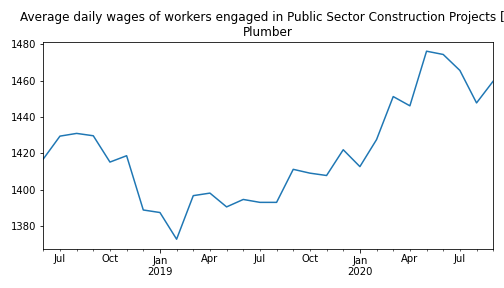 Average daily wages of workers engaged in Public Sector Construction Projects [
Plumber
1480
1460
1440
1420
1400
1380
Jul
Oct
Jan
2019
Apr
Jul
Oct
Jan
2020
Apr
Jul